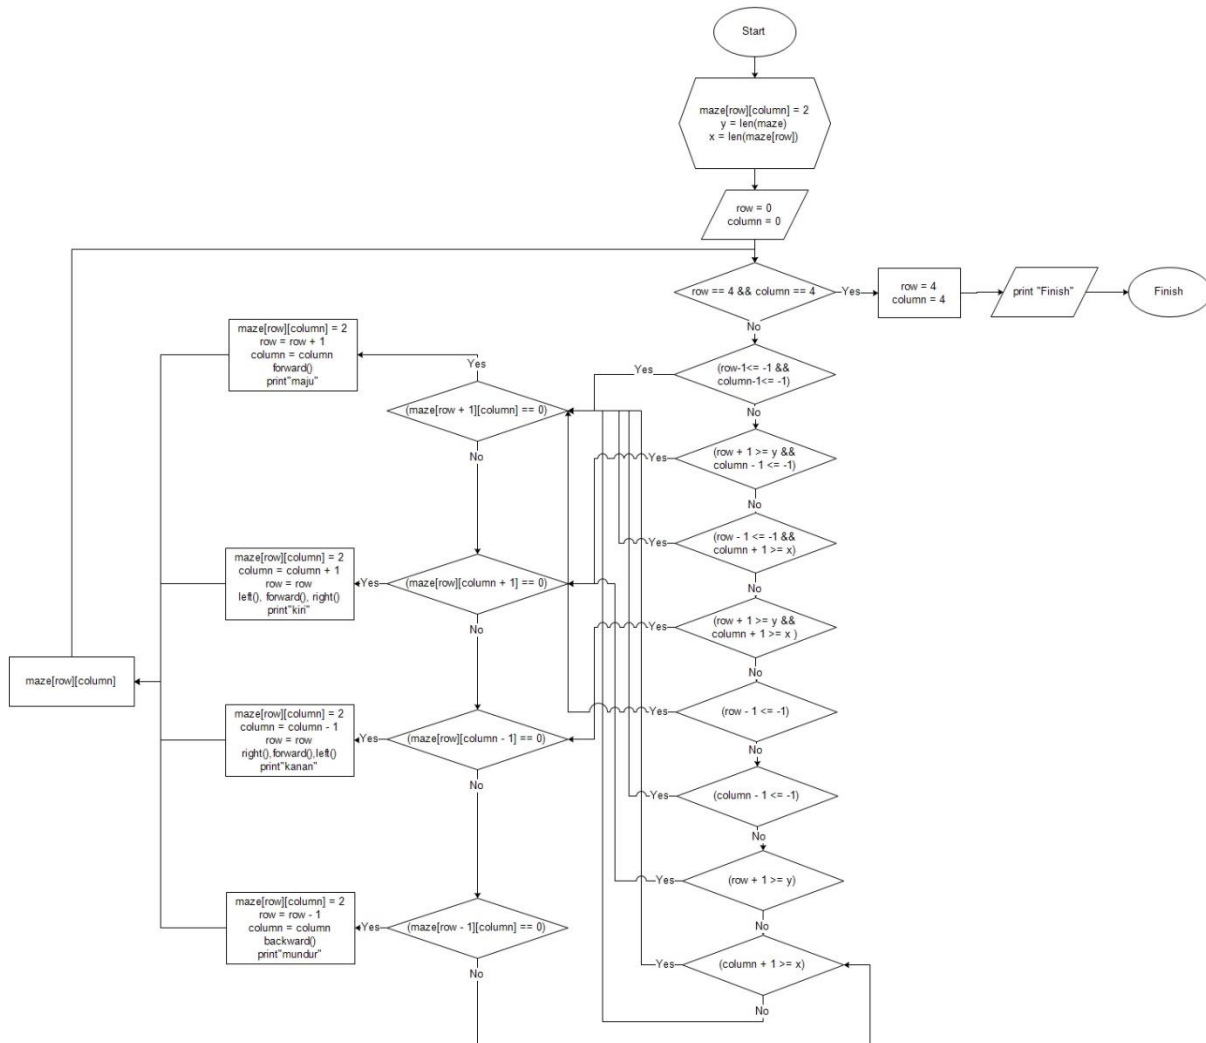 Start
maze[row][column] = 2
y = len(maze)
x = len(maze[row])
row = 0
column = 0
row == 4 && column == 4
Yes
row = 4
column = 4
print "Finish"
Finish
No
(row-1<= -1 &&
column-1<= -1)
Yes
No
(row + 1 >= y &&
column - 1 <= -1)
Yes
No
(row - 1 <= -1 &&
column + 1 >= x)
Yes
No
(row + 1 >= y &&
column + 1 >= x )
Yes
No
(row - 1 <= -1)
Yes
No
(column - 1 <= -1)
Yes
No
(row + 1 >= y)
Yes
No
(column + 1 >= x)
Yes
No
(maze[row + 1][column] == 0)
Yes
maze[row][column] = 2
row = row + 1
column = column
forward()
print"maju"
No
(maze[row][column + 1] == 0)
Yes
maze[row][column] = 2
column = column + 1
row = row
left(), forward(), right()
print"kiri"
No
(maze[row][column - 1] == 0)
Yes
maze[row][column] = 2
column = column - 1
row = row
right(),forward(),left()
print"kanan"
No
(maze[row - 1][column] == 0)
Yes
maze[row][column] = 2
row = row - 1
column = column
backward()
print"mundur"
No
maze[row][column]